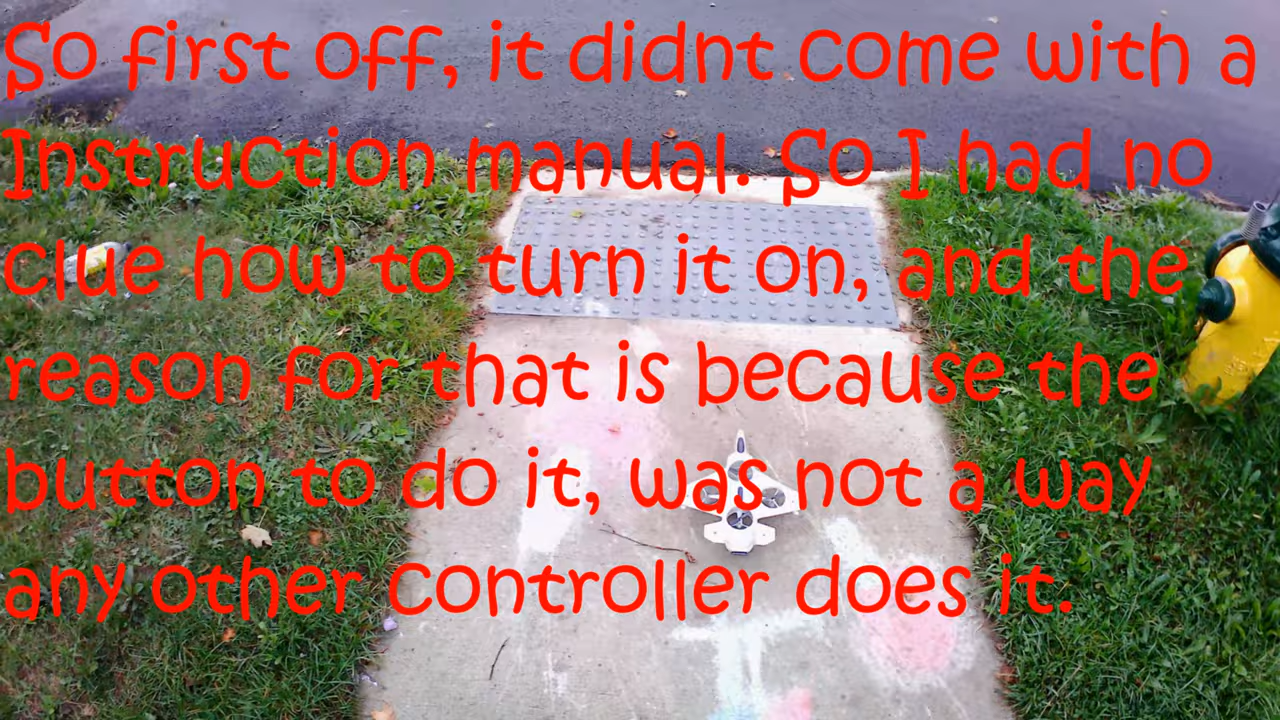 So first off, it didnt come with a
Instruction manual. So I had no
clue how to turn it on, and the
reason for that is because the
button to do it, was not a way
any other controller does it.